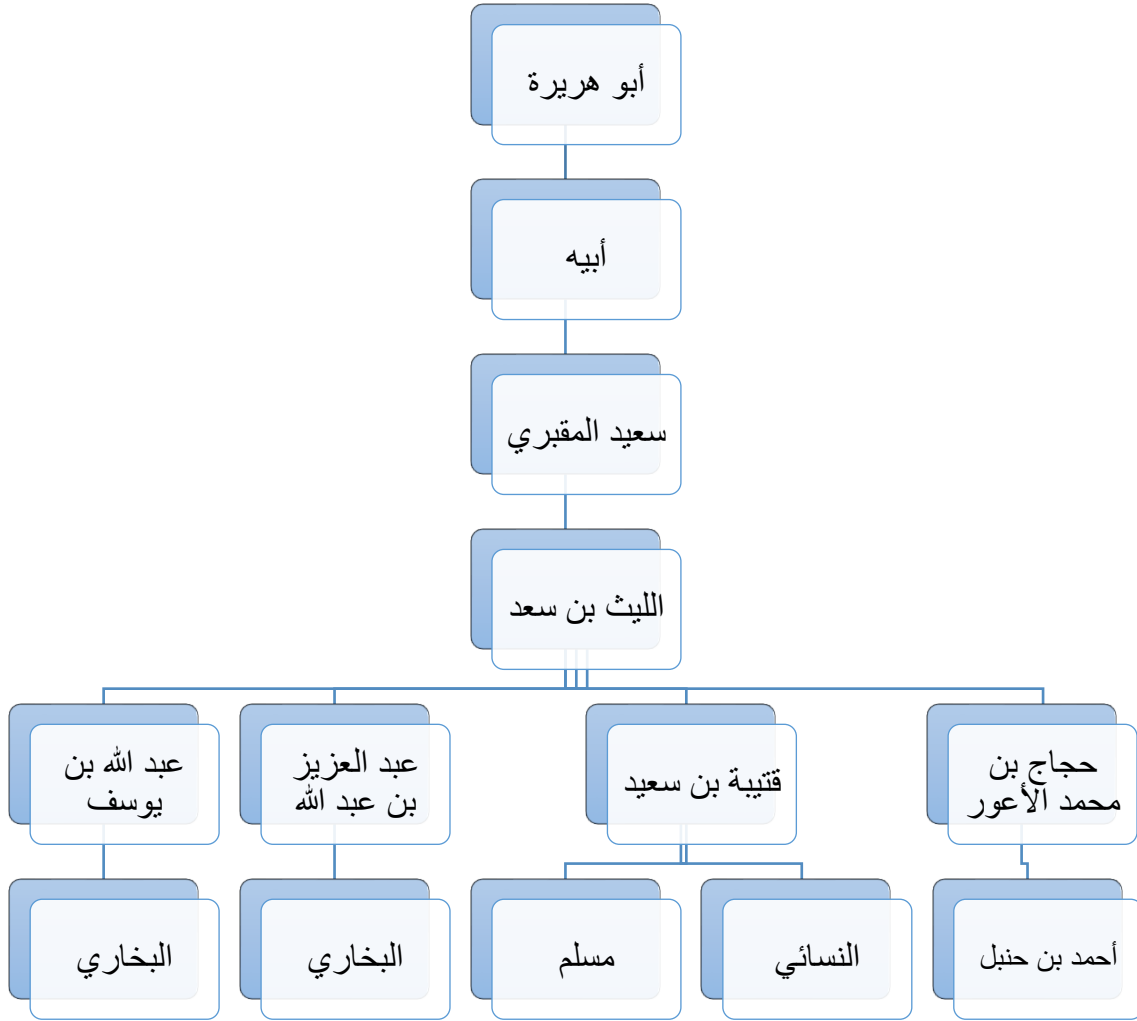 أبو هريرة
أبيه
سعيد المقبري
الليث بن سعد
حجاج بن
محمد الأعور
قتيبة بن سعيد
عبد العزيز
بن عبد الله
عبد الله بن
يوسف
أحمد بن حنبل
النسائي
مسلم
البخاري
البخاري